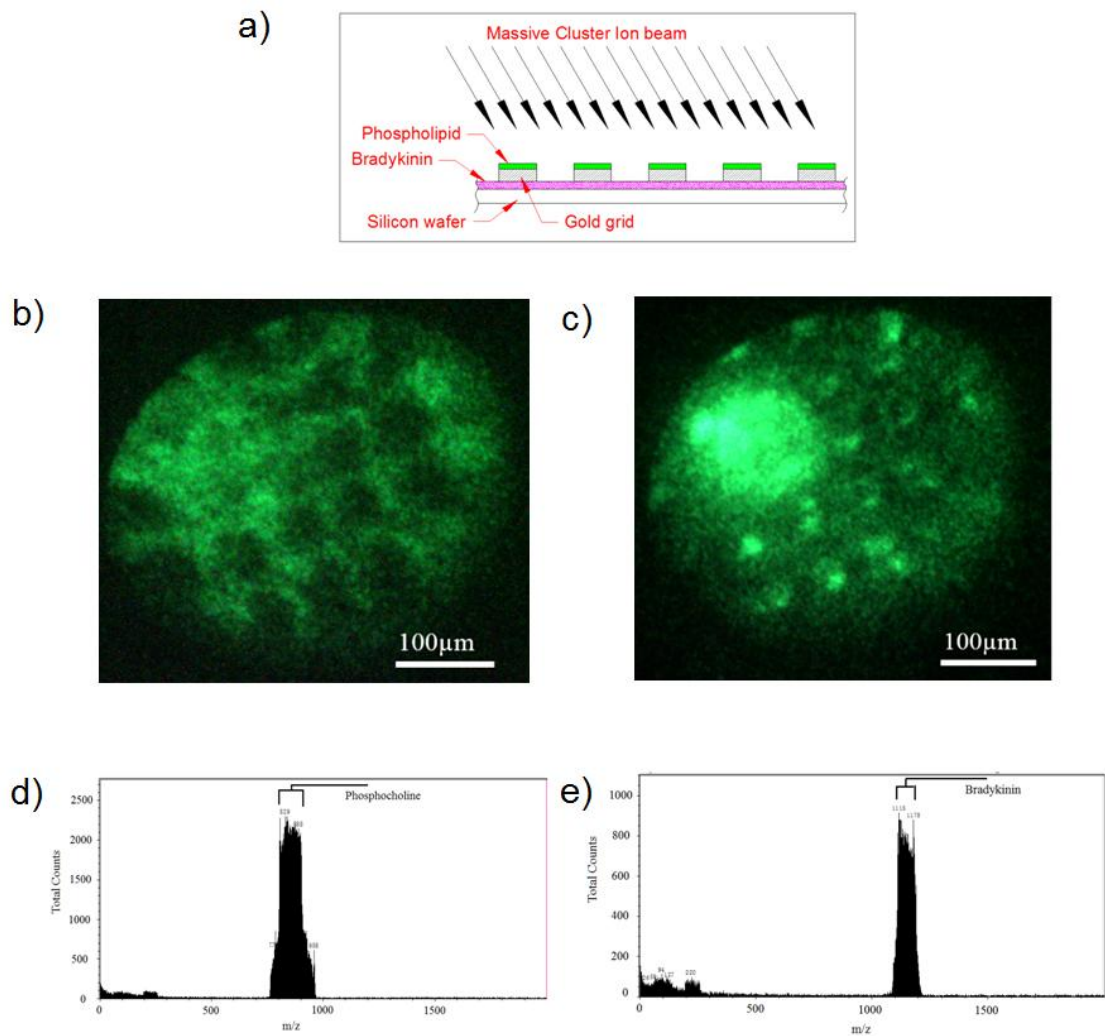 a)
Massive Cluster Ion beam
Phospholipid
Bradykinin
Silicon wafer
Gold grid
b)
100µm
c)
100µm
d)
Phosphocholine
2500
2000
1500
1000
500
0
Total Counts
829
0
500
1000
1500
m/z
e)
Bradykinin
1000
800
600
400
200
0
Total Counts
1178
0
500
1000
1500
m/z